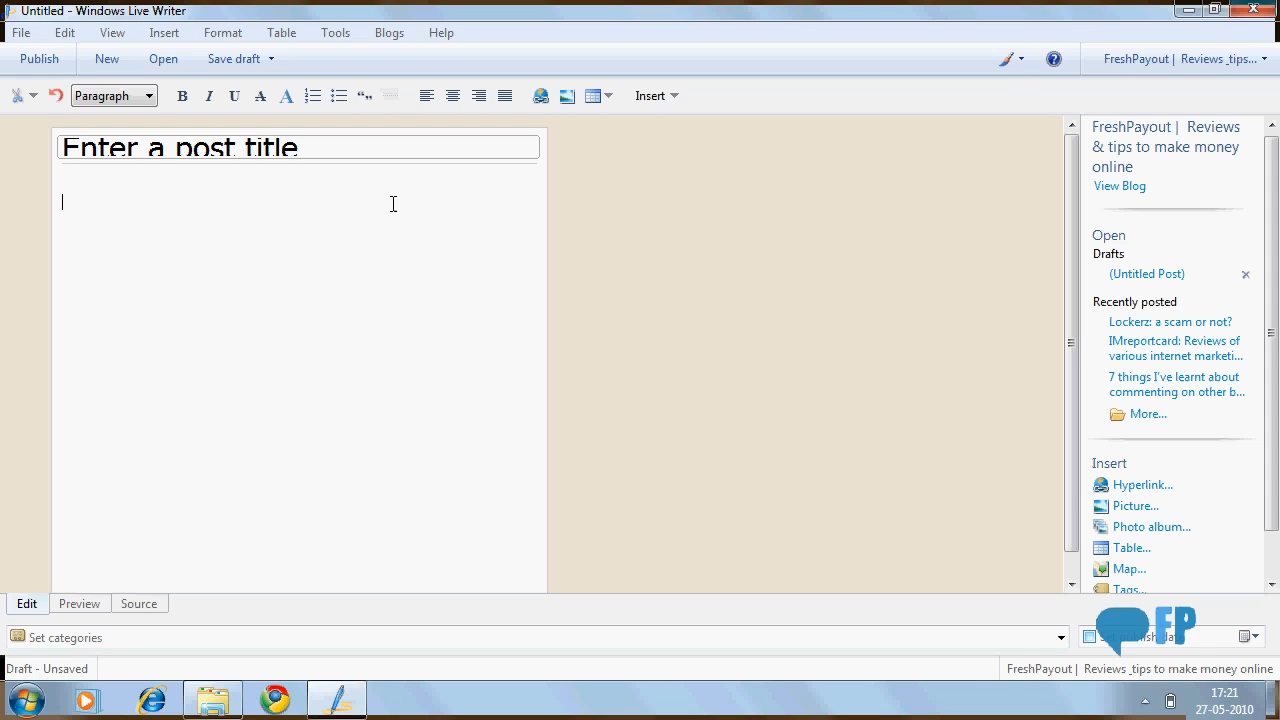 Untitled - Windows Live Writer
File Edit View Insert Format Table Tools Blogs Help
Publish New Open Save draft FreshPayout | Reviews _tips...
Paragraph B I U A A Insert
Enter a post title
FreshPayout | Reviews
& tips to make money
online
View Blog
Open
Drafts
(Untitled Post)
Recently posted
Lockerz: a scam or not?
IMreportcard: Reviews of
various internet marketi...
7 things I've learnt about
commenting on other b...
More...
Insert
Hyperlink...
Picture...
Photo album...
Table...
Map...
Tags...
Edit Preview Source
Set categories
FP
Draft - Unsaved FreshPayout | Reviews _tips to make money online
17:21
27-05-2010